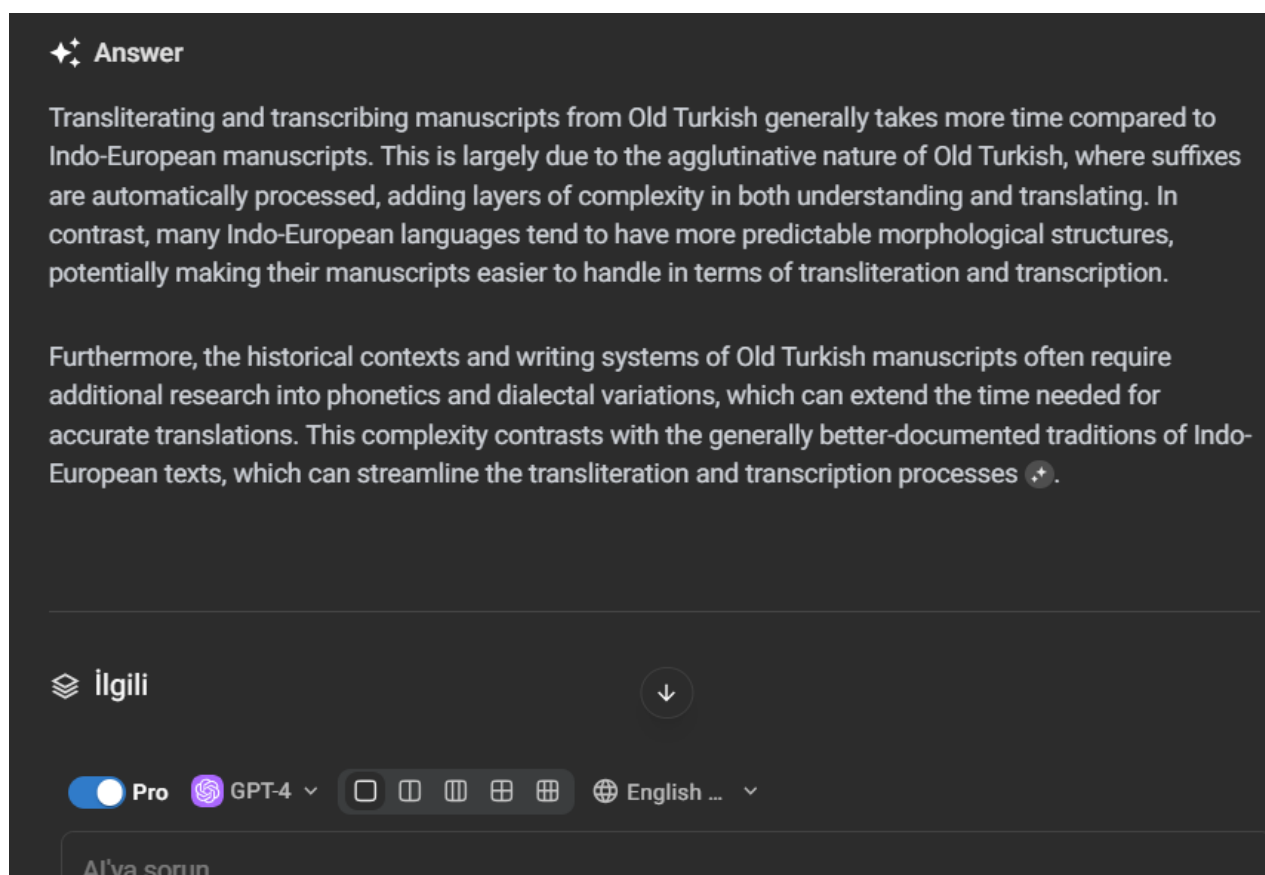 Answer
Transliterating and transcribing manuscripts from Old Turkish generally takes more time compared to
Indo-European manuscripts. This is largely due to the agglutinative nature of Old Turkish, where suffixes
are automatically processed, adding layers of complexity in both understanding and translating. In
contrast, many Indo-European languages tend to have more predictable morphological structures,
potentially making their manuscripts easier to handle in terms of transliteration and transcription.
Furthermore, the historical contexts and writing systems of Old Turkish manuscripts often require
additional research into phonetics and dialectal variations, which can extend the time needed for
accurate translations. This complexity contrasts with the generally better-documented traditions of Indo-
European texts, which can streamline the transliteration and transcription processes .
İlgili
Pro GPT-4 English ...
AI'ya sorun